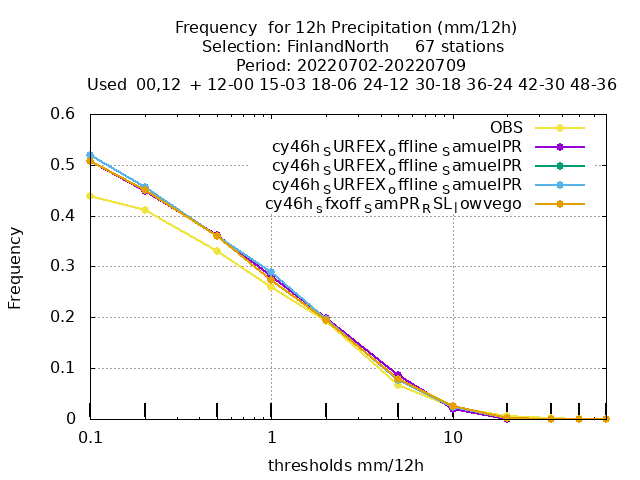 Frequency  for 12h Precipitation (mm/12h)
Selection: FinlandNorth     67 stations
Period: 20220702-20220709
Used  00,12  + 12-00 15-03 18-06 24-12 30-18 36-24 42-30 48-36
0.6
0.5
0.4
0.3
0.2
0.1
0
Frequency
OBS
cy46h_SURFEX_offline_SamuelPR
cy46h_SURFEX_offline_SamuelPR
cy46h_SURFEX_offline_SamuelPR
cy46h_sfxoff_SamPR_RSL_lowvego
0.1 1 10
thresholds mm/12h